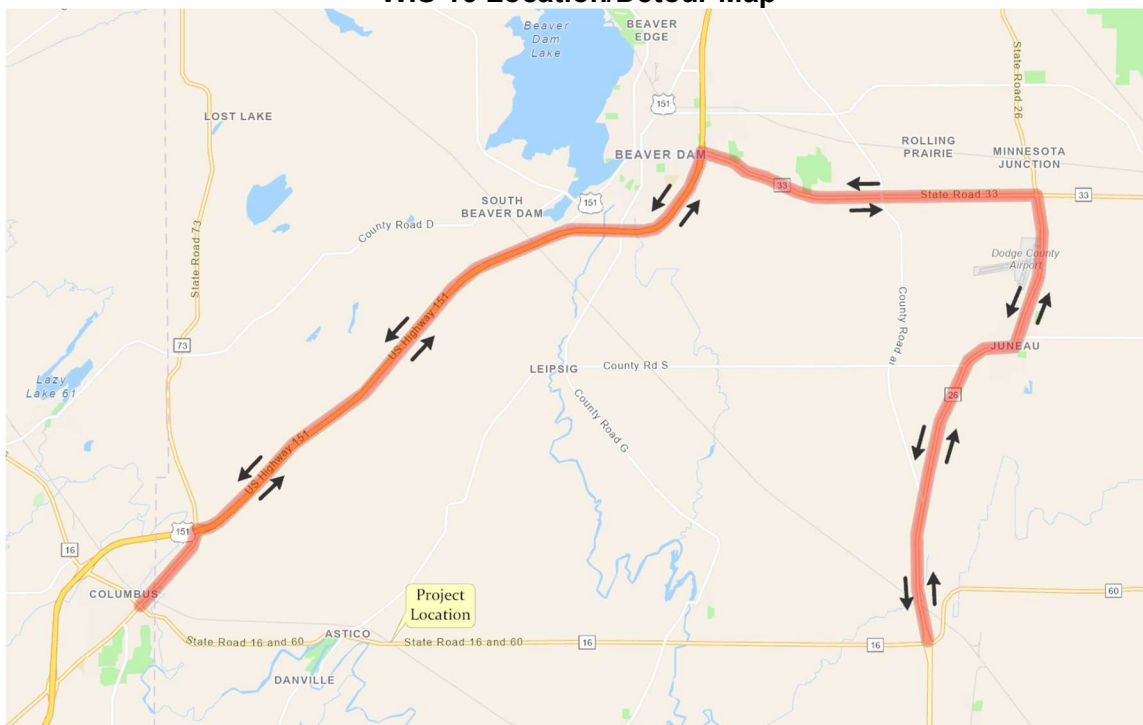 WIS 16 Location/Detour Map
Beaver
Dam
Lake
BEAVER
EDGE
151
State Road 26
LOST LAKE
BEAVER DAM
ROLLING
PRAIRIE
MINNESOTA
JUNCTION
33
State Road 33
33
SOUTH
BEAVER DAM
151
County Road D
State Road 73
Dodge County
Airport
US Highway 151
County Road al
73
JUNEAU
LEIPSIG
County Rd S
Lazy
Lake 61
26
County Road G
US Highway 151
151
16
COLUMBUS
Project
Location
60
State Road 16 and 60
ASTICO
State Road 16 and 60
16
16
DANVILLE